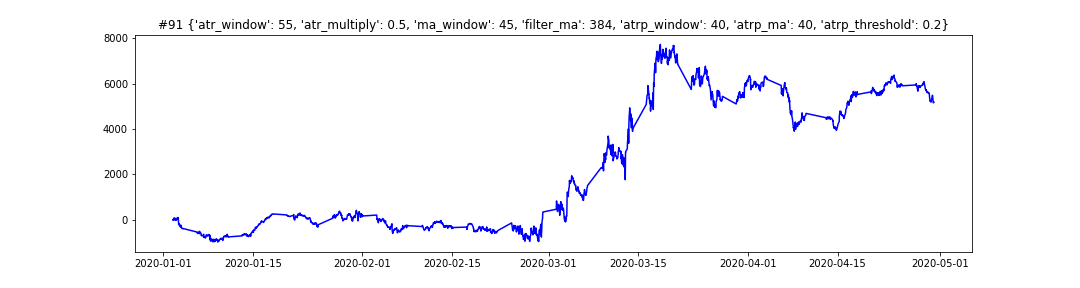 #91 {'atr_window': 55, 'atr_multiply': 0.5, 'ma_window': 45, 'filter_ma': 384, 'atrp_window': 40, 'atrp_ma': 40, 'atrp_threshold': 0.2}
8000
6000
4000
2000
0
2020-01-01 2020-01-15 2020-02-01 2020-02-15 2020-03-01 2020-03-15 2020-04-01 2020-04-15 2020-05-01